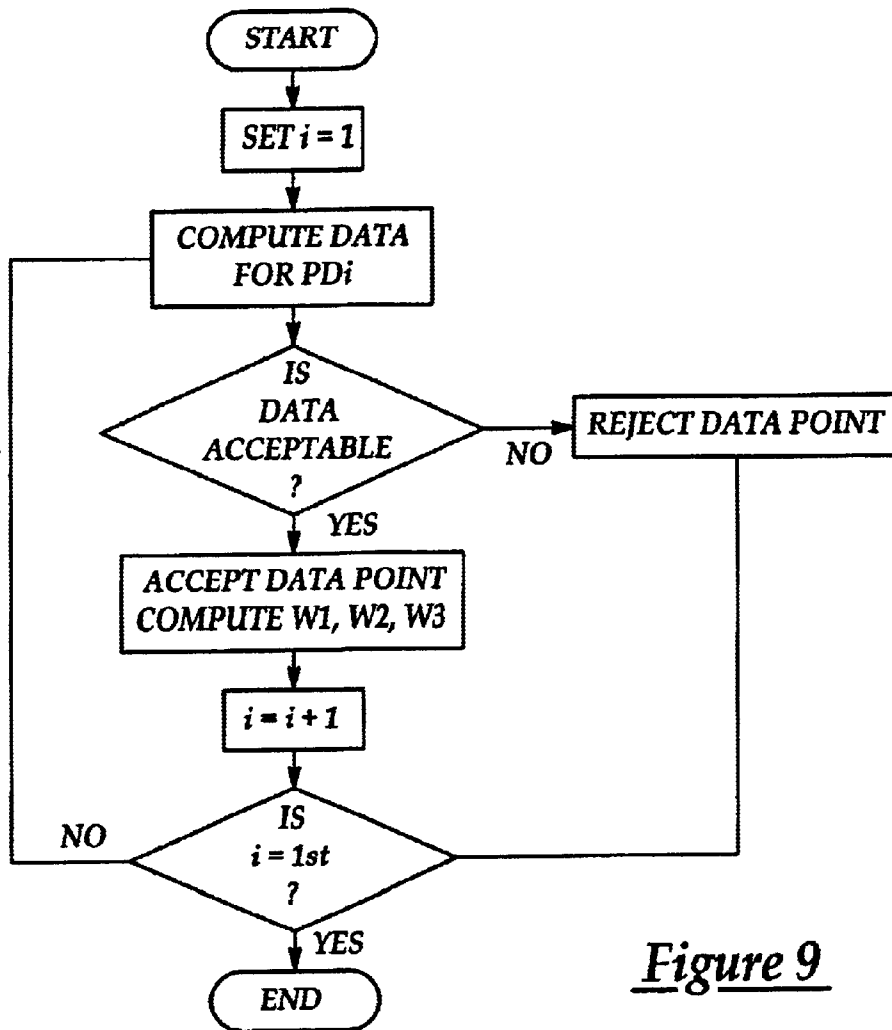 START
SET i = 1
COMPUTE DATA
FOR PDi
IS
DATA
ACCEPTABLE
?
NO
REJECT DATA POINT
YES
ACCEPT DATA POINT
COMPUTE W1, W2, W3
i = i + 1
IS
i = 1st
?
NO
YES
END
Figure 9